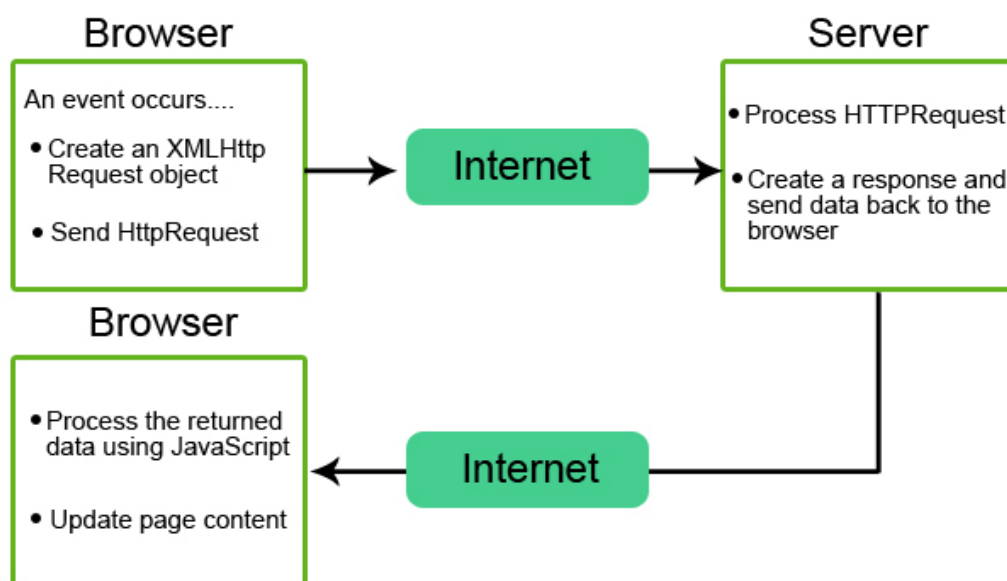 Browser
An event occurs....
• Create an XMLHttp
Request object
• Send HttpRequest
Internet
Server
• Process HTTPRequest
• Create a response and
send data back to the
browser
Browser
• Process the returned
data using JavaScript
• Update page content
Internet